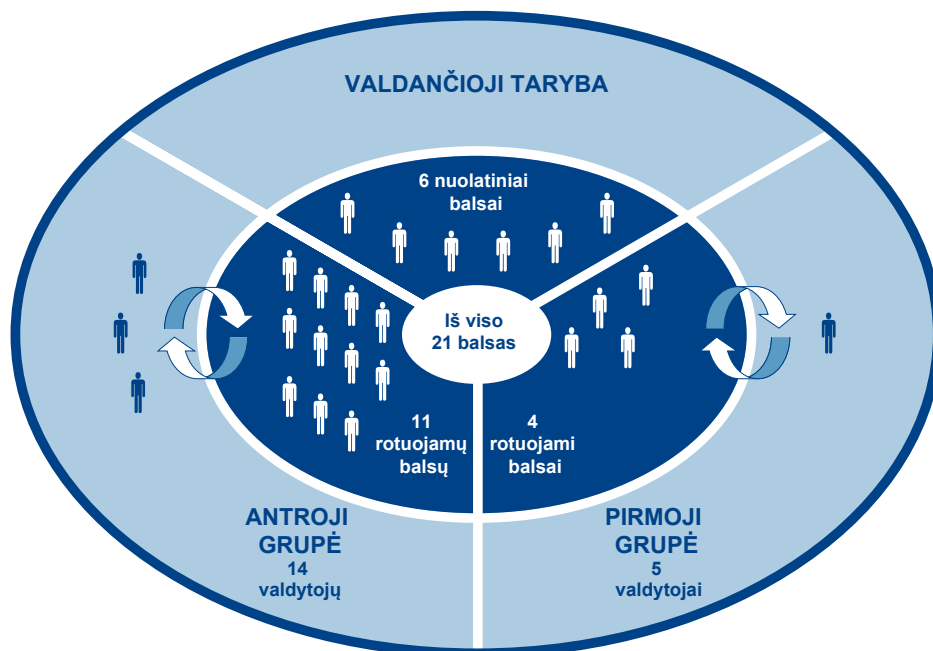 VALDANČIOJI TARYBA
6 nuolatiniai
balsai
Iš viso
21 balsas
11
rotuojamų
balsų
4
rotuojami
balsai
ANTROJI
GRUPĖ
14
valdytojų
PIRMOJI
GRUPĖ
5
valdytojai